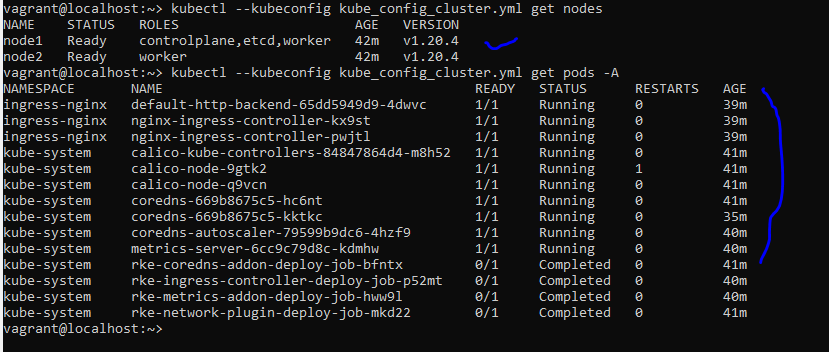 vagrant@localhost:~> kubectl --kubeconfig kube_config_cluster.yml get nodes
NAME    STATUS   ROLES                      AGE   VERSION
node1   Ready    controlplane,etcd,worker   42m   v1.20.4
node2   Ready    worker                     42m   v1.20.4
vagrant@localhost:~> kubectl --kubeconfig kube_config_cluster.yml get pods -A
NAMESPACE       NAME                                      READY   STATUS      RESTARTS   AGE
ingress-nginx   default-http-backend-65dd5949d9-4dwvc     1/1     Running     0          39m
ingress-nginx   nginx-ingress-controller-kx9st            1/1     Running     0          39m
ingress-nginx   nginx-ingress-controller-pwjtl            1/1     Running     0          39m
kube-system     calico-kube-controllers-84847864d4-m8h52   1/1     Running     0          41m
kube-system     calico-node-9gtk2                         1/1     Running     1          41m
kube-system     calico-node-q9vcn                         1/1     Running     0          41m
kube-system     coredns-669b8675c5-hc6nt                  1/1     Running     0          41m
kube-system     coredns-669b8675c5-kktkc                  1/1     Running     0          35m
kube-system     coredns-autoscaler-79599b9dc6-4hzf9       1/1     Running     0          40m
kube-system     metrics-server-6cc9c79d8c-kdmhw           1/1     Running     0          40m
kube-system     rke-coredns-addon-deploy-job-bfntx        0/1     Completed   0          41m
kube-system     rke-ingress-controller-deploy-job-p52mt   0/1     Completed   0          40m
kube-system     rke-metrics-addon-deploy-job-hww9l        0/1     Completed   0          40m
kube-system     rke-network-plugin-deploy-job-mkd22       0/1     Completed   0          41m
vagrant@localhost:~>